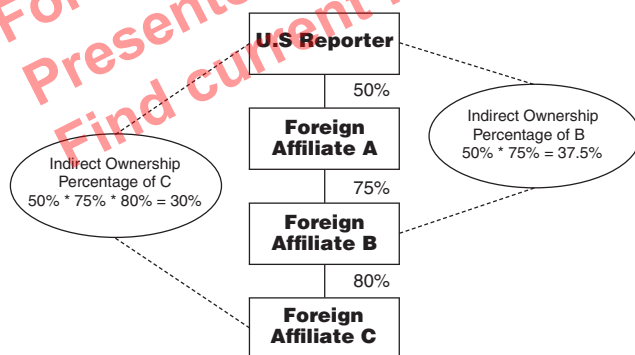 For
Presente
Find current
U.S Reporter
50%
Foreign
Affiliate A
Indirect Ownership
Percentage of B
50% * 75% = 37.5%
Indirect Ownership
Percentage of C
50% * 75% * 80% = 30%
75%
Foreign
Affiliate B
80%
Foreign
Affiliate C